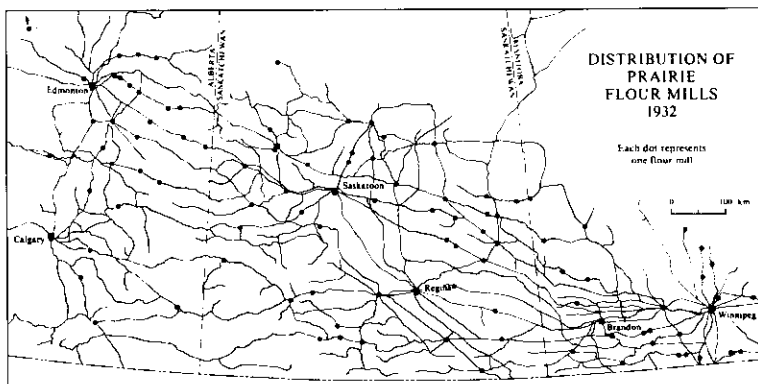 DISTRIBUTION OF
PRAIRIE
FLOUR MILLS
1932
Each dot represents
one flour mill
0 100 km
ALBERTA
SASKATCHEWAN
MANITOBA
SASKATCHEWAN
Edmonton
Saskatoon
Calgary
Regina
Brandon
Winnipeg